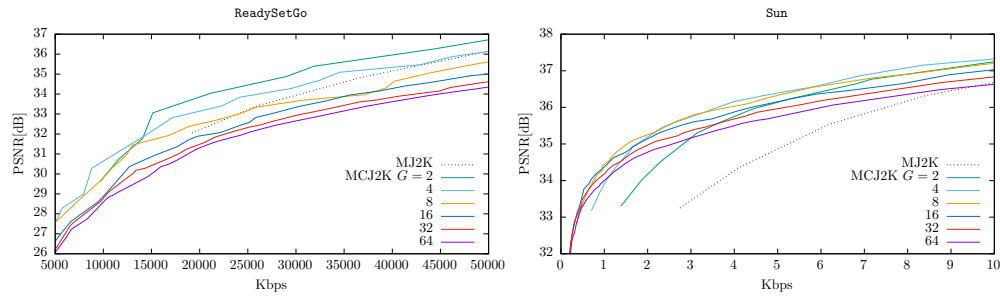 ReadySetGo
PSNR[dB]
37
36
35
34
33
32
31
30
29
28
27
26
5000 10000 15000 20000 25000 30000 35000 40000 45000 50000
Kbps
MJ2K
MCJ2K G = 2
4
8
16
32
64
Sun
PSNR[dB]
38
37
36
35
34
33
32
0 1 2 3 4 5 6 7 8 9 10
Kbps
MJ2K
MCJ2K G = 2
4
8
16
32
64